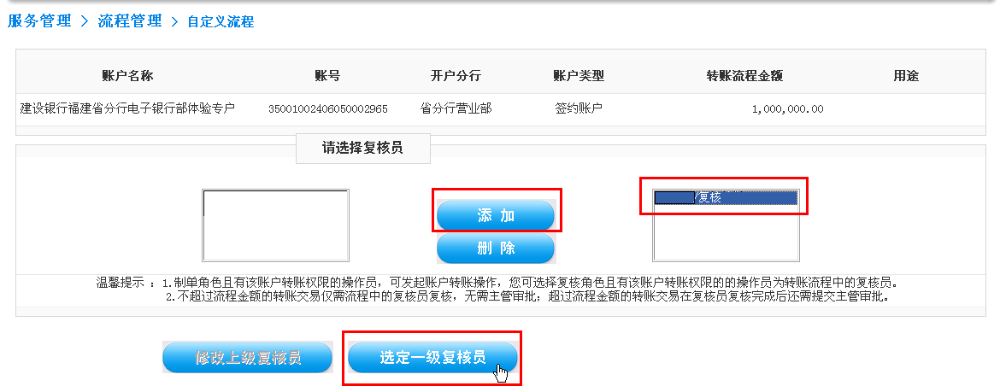 服务管理 > 流程管理 > 自定义流程
账户名称 账号 开户分行 账户类型 转账流程金额 用途
建设银行福建省分行电子银行部体验专户 35001002406050002965 省分行营业部 签约账户 1,000,000.00
请选择复核员
/复核
添 加
删 除
温馨提示 : 1.制单角色且有该账户转账权限的操作员，可发起账户转账操作，您可选择复核角色且有该账户转账权限的的操作员为转账流程中的复核员。
2.不超过流程金额的转账交易仅需流程中的复核员复核，无需主管审批；超过流程金额的转账交易在复核员复核完成后还需提交主管审批。
修改上级复核员 选定一级复核员